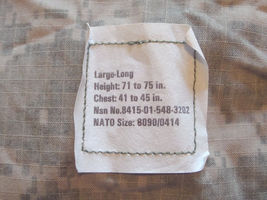 Large-Long
Height: 71 to 75 in.
Chest: 41 to 45 in.
Nsn No.8415-01-548-3202
NATO Size: 8090/0414